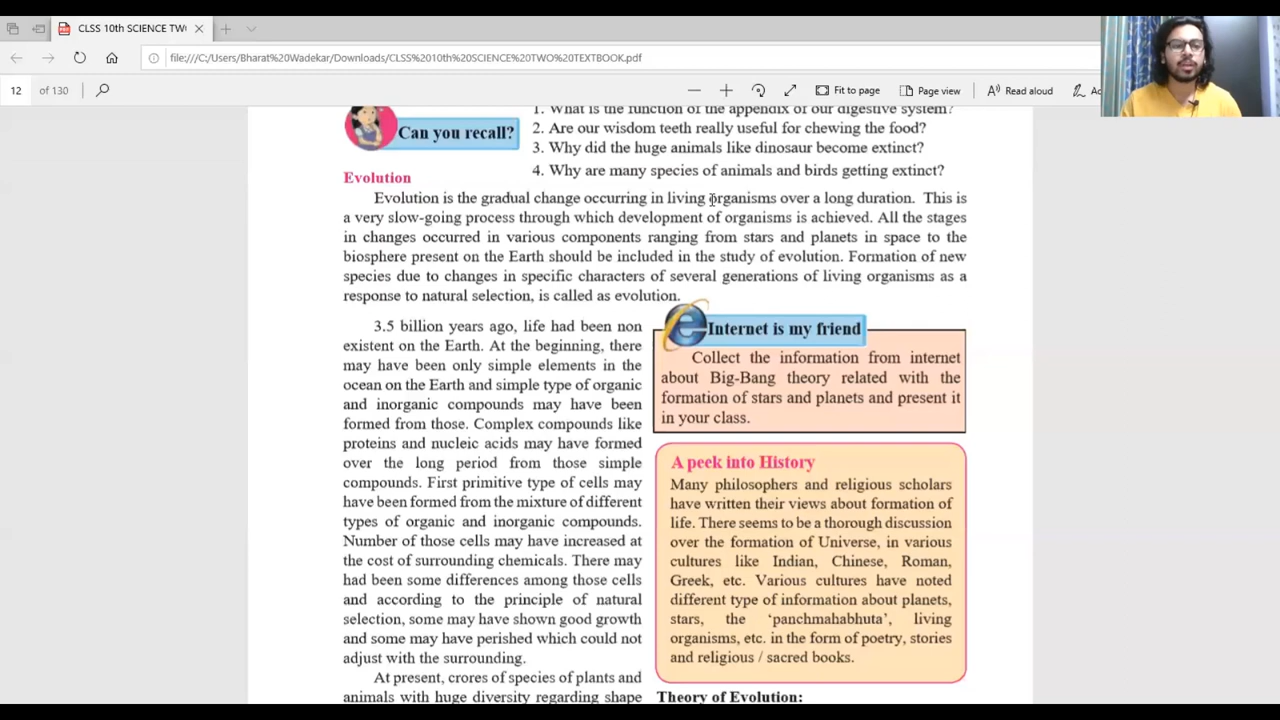 CLSS 10th SCIENCE TW
file:///C:/Users/Bharat%20Wadekar/Downloads/CLSS%2010th%20SCIENCE%20TWO%20TEXTBOOK.pdf
12 of 130
Fit to page
Page view
Read aloud
1. What is the function of the appendix of our digestive system?
Can you recall?
2. Are our wisdom teeth really useful for chewing the food?
3. Why did the huge animals like dinosaur become extinct?
4. Why are many species of animals and birds getting extinct?
Evolution
Evolution is the gradual change occurring in living organisms over a long duration. This is
a very slow-going process through which development of organisms is achieved. All the stages
in changes occurred in various components ranging from stars and planets in space to the
biosphere present on the Earth should be included in the study of evolution. Formation of new
species due to changes in specific characters of several generations of living organisms as a
response to natural selection, is called as evolution.
3.5 billion years ago, life had been non
existent on the Earth. At the beginning, there
may have been only simple elements in the
ocean on the Earth and simple type of organic
and inorganic compounds may have been
formed from those. Complex compounds like
proteins and nucleic acids may have formed
over the long period from those simple
compounds. First primitive type of cells may
have been formed from the mixture of different
types of organic and inorganic compounds.
Number of those cells may have increased at
the cost of surrounding chemicals. There may
had been some differences among those cells
and according to the principle of natural
selection, some may have shown good growth
and some may have perished which could not
adjust with the surrounding.
At present, crores of species of plants and
animals with huge diversity regarding shape
Internet is my friend
Collect the information from internet
about Big-Bang theory related with the
formation of stars and planets and present it
in your class.
A peek into History
Many philosophers and religious scholars
have written their views about formation of
life. There seems to be a thorough discussion
over the formation of Universe, in various
cultures like Indian, Chinese, Roman,
Greek, etc. Various cultures have noted
different type of information about planets,
stars, the ‘panchmahabhuta’, living
organisms, etc. in the form of poetry, stories
and religious / sacred books.
Theory of Evolution: